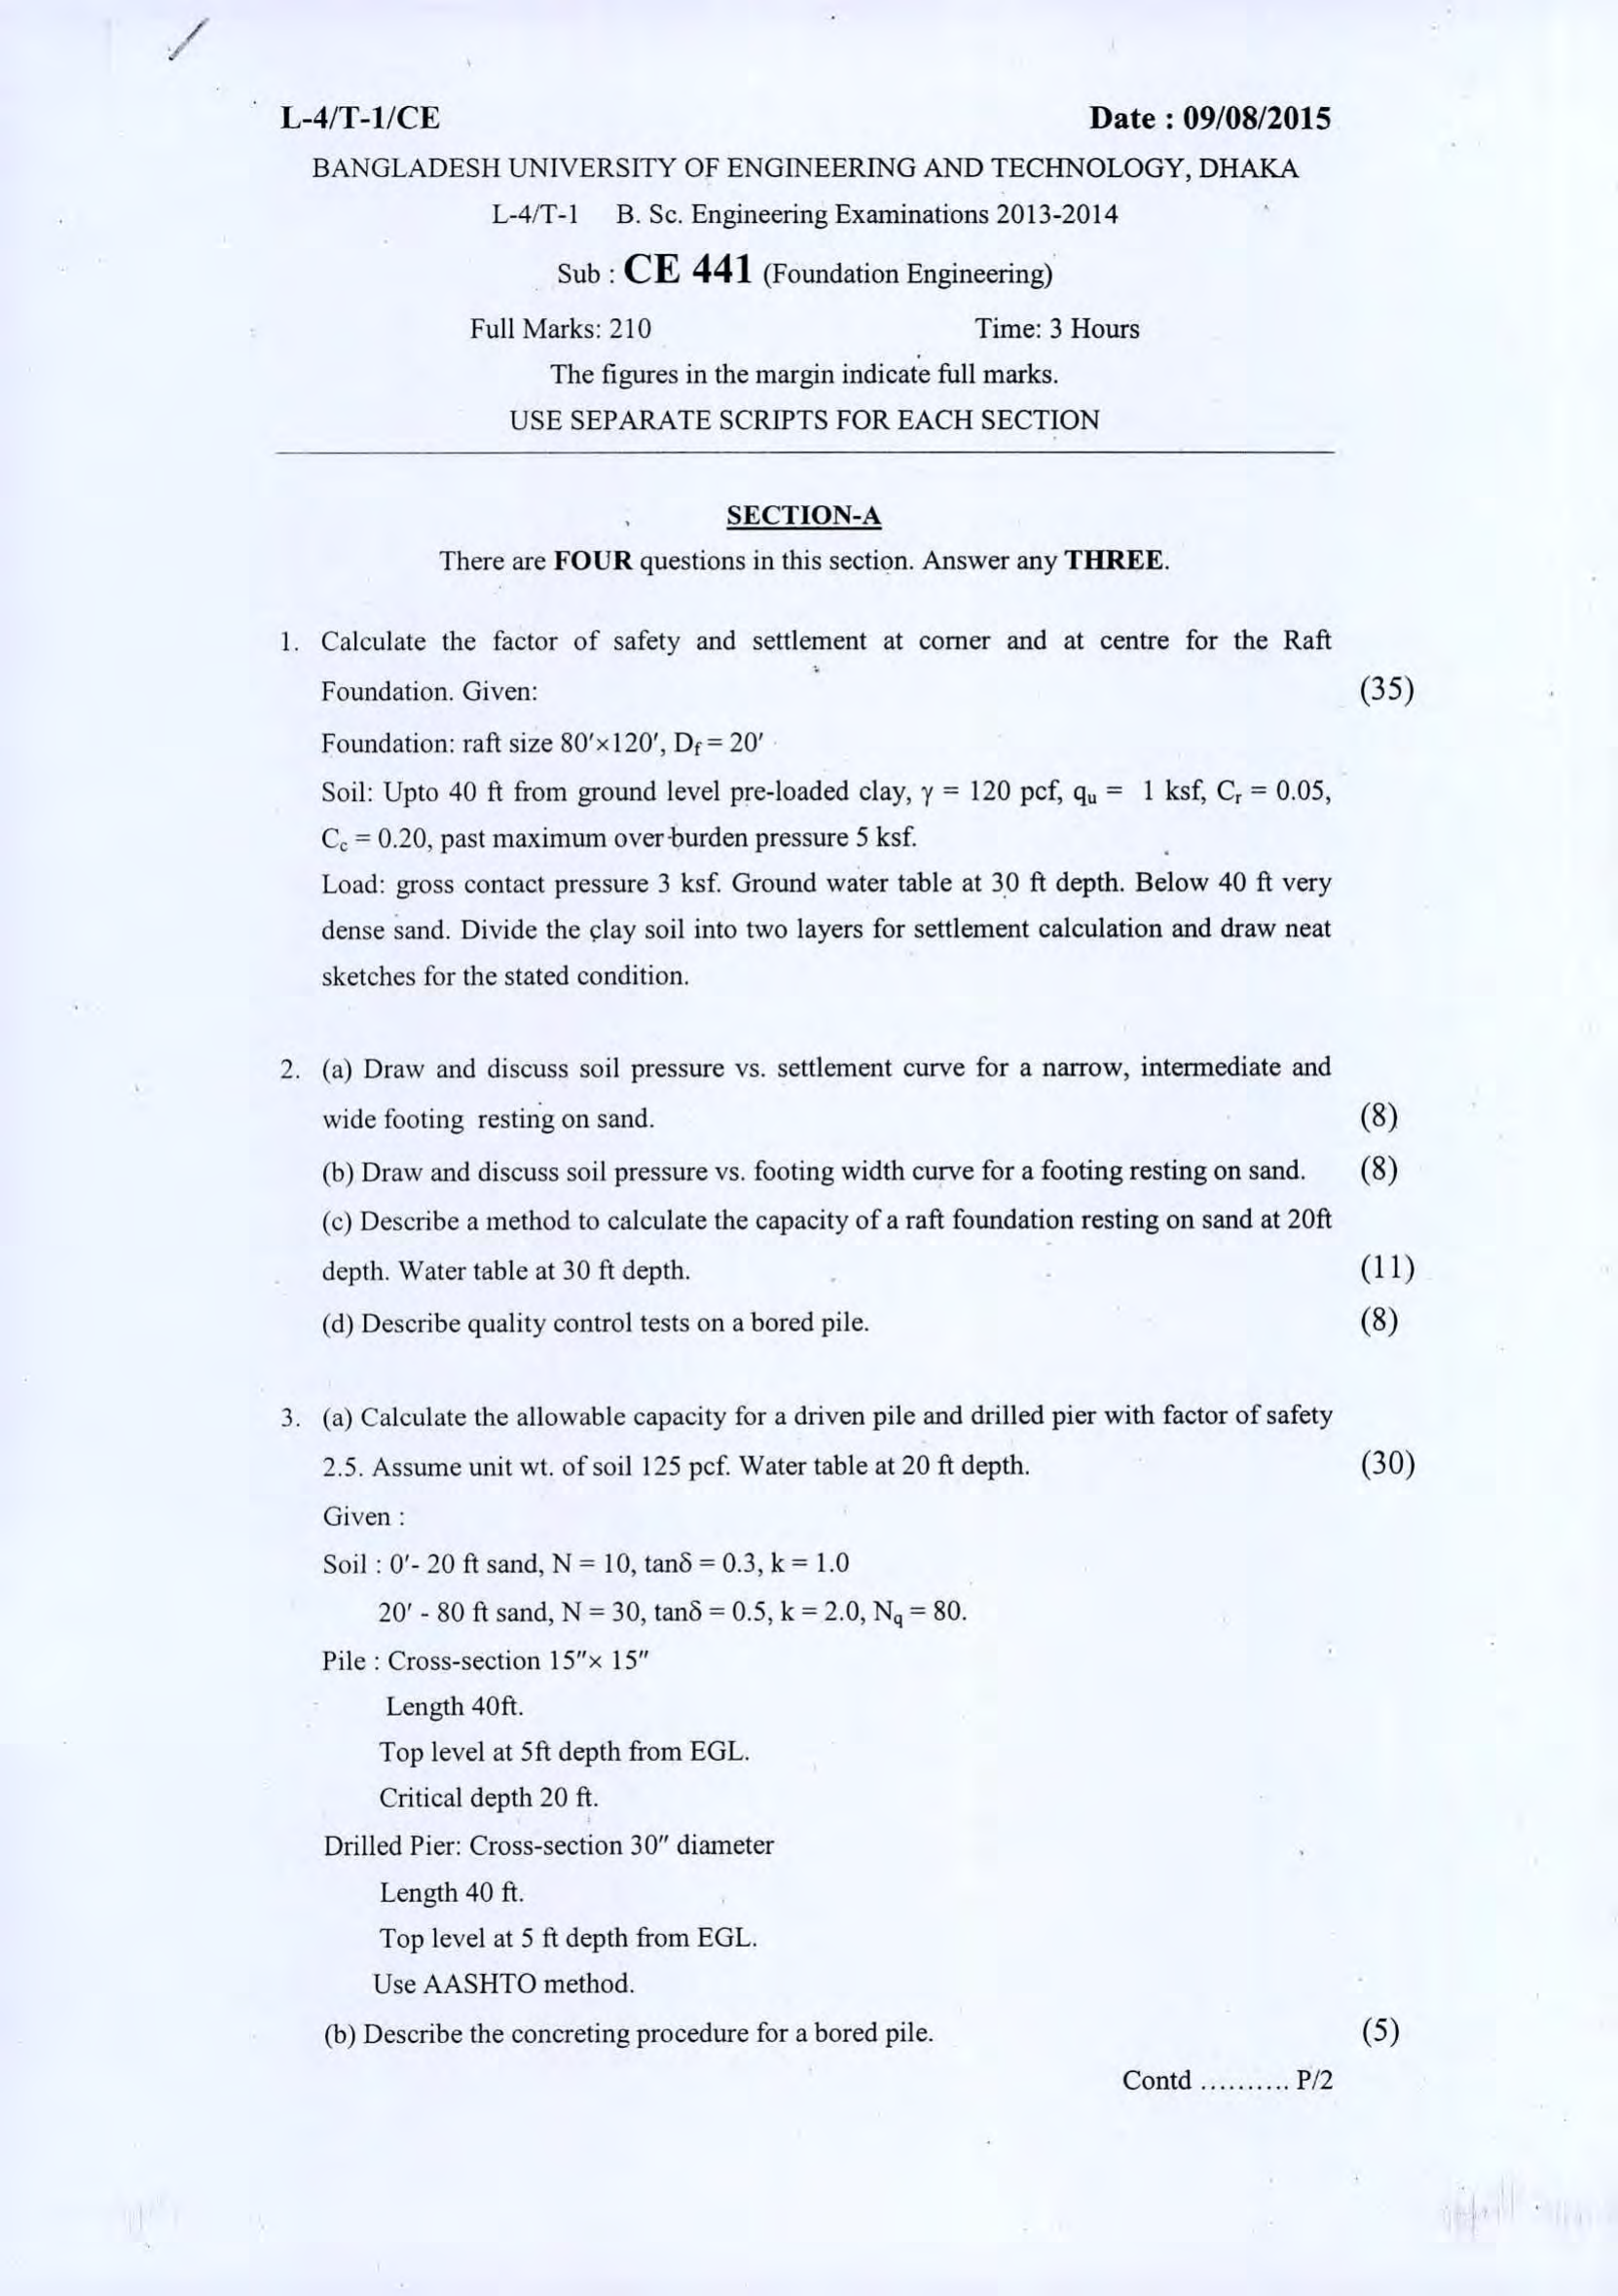 L-4/T-1/CE Date : 09/08/2015
BANGLADESH UNIVERSITY OF ENGINEERING AND TECHNOLOGY, DHAKA
L-4/T-1 B. Sc. Engineering Examinations 2013-2014
Sub : CE 441 (Foundation Engineering)
Full Marks: 210 Time: 3 Hours
The figures in the margin indicate full marks.
USE SEPARATE SCRIPTS FOR EACH SECTION
SECTION-A
There are FOUR questions in this section. Answer any THREE.
1. Calculate the factor of safety and settlement at corner and at centre for the Raft
Foundation. Given: (35)
Foundation: raft size 80′×120′, Df = 20′
Soil: Upto 40 ft from ground level pre-loaded clay, γ = 120 pcf, qu = 1 ksf, Cr = 0.05,
Cc = 0.20, past maximum over-burden pressure 5 ksf.
Load: gross contact pressure 3 ksf. Ground water table at 30 ft depth. Below 40 ft very
dense sand. Divide the clay soil into two layers for settlement calculation and draw neat
sketches for the stated condition.
2. (a) Draw and discuss soil pressure vs. settlement curve for a narrow, intermediate and
wide footing resting on sand. (8)
(b) Draw and discuss soil pressure vs. footing width curve for a footing resting on sand. (8)
(c) Describe a method to calculate the capacity of a raft foundation resting on sand at 20ft
depth. Water table at 30 ft depth. (11)
(d) Describe quality control tests on a bored pile. (8)
3. (a) Calculate the allowable capacity for a driven pile and drilled pier with factor of safety
2.5. Assume unit wt. of soil 125 pcf. Water table at 20 ft depth. (30)
Given :
Soil : 0′- 20 ft sand, N = 10, tanδ = 0.3, k = 1.0
20′ - 80 ft sand, N = 30, tanδ = 0.5, k = 2.0, Nq = 80.
Pile : Cross-section 15″× 15″
Length 40ft.
Top level at 5ft depth from EGL.
Critical depth 20 ft.
Drilled Pier: Cross-section 30″ diameter
Length 40 ft.
Top level at 5 ft depth from EGL.
Use AASHTO method.
(b) Describe the concreting procedure for a bored pile. (5)
Contd .......... P/2